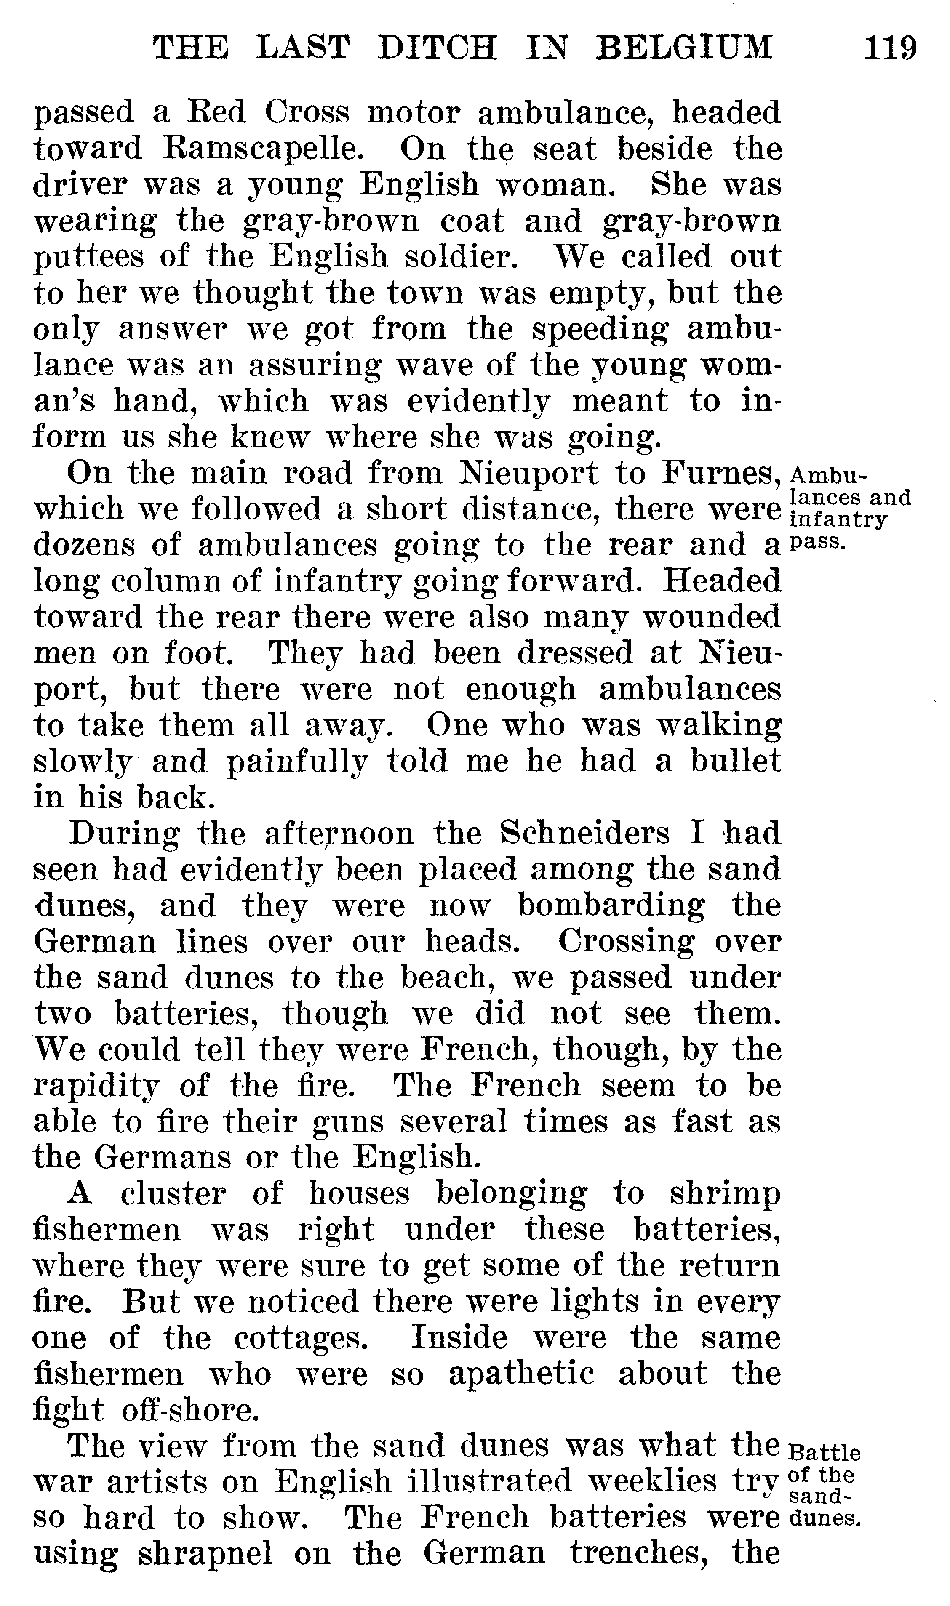 THE LAST DITCH IN BELGIUM 119
passed a Red Cross motor ambulance, headed
toward Ramscapelle. On the seat beside the
driver was a young English woman. She was
wearing the gray-brown coat and gray-brown
puttees of the English soldier. We called out
to her we thought the town was empty, but the
only answer we got from the speeding ambu-
lance was an assuring wave of the young wom-
an's hand, which was evidently meant to in-
form us she knew where she was going.
On the main road from Nieuport to Furnes,
which we followed a short distance, there were
dozens of ambulances going to the rear and a
long column of infantry going forward. Headed
toward the rear there were also many wounded
men on foot. They had been dressed at Nieu-
port, but there were not enough ambulances
to take them all away. One who was walking
slowly and painfully told me he had a bullet
in his back.
Ambu-
lances and
infantry
pass.
During the afternoon the Schneiders I had
seen had evidently been placed among the sand
dunes, and they were now bombarding the
German lines over our heads. Crossing over
the sand dunes to the beach, we passed under
two batteries, though we did not see them.
We could tell they were French, though, by the
rapidity of the fire. The French seem to be
able to fire their guns several times as fast as
the Germans or the English.
A cluster of houses belonging to shrimp
fishermen was right under these batteries,
where they were sure to get some of the return
fire. But we noticed there were lights in every
one of the cottages. Inside were the same
fishermen who were so apathetic about the
fight off-shore.
The view from the sand dunes was what the
war artists on English illustrated weeklies try
so hard to show. The French batteries were
using shrapnel on the German trenches, the
Battle
of the
sand-
dunes.